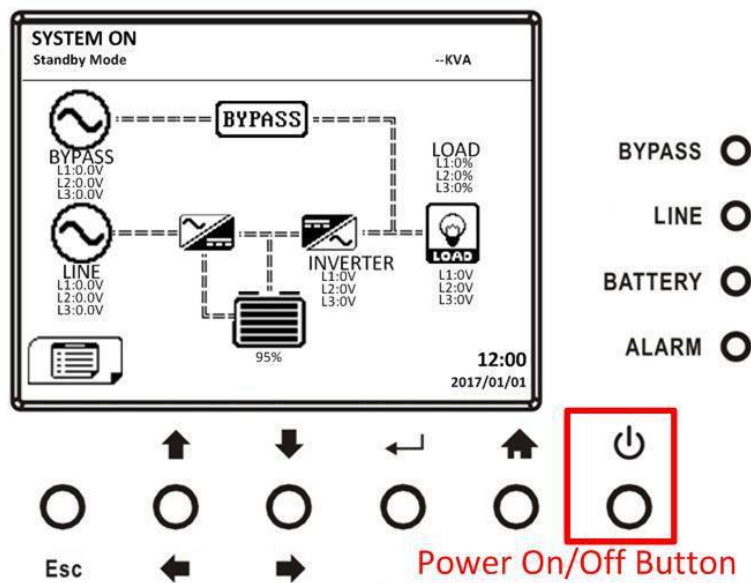 SYSTEM ON
Standby Mode
--KVA
BYPASS
BYPASS
L1:0.0V
L2:0.0V
L3:0.0V
LOAD
L1:0%
L2:0%
L3:0%
LINE
L1:0.0V
L2:0.0V
L3:0.0V
INVERTER
L1:0V
L2:0V
L3:0V
LOAD
L1:0V
L2:0V
L3:0V
95%
12:00
2017/01/01
BYPASS
LINE
BATTERY
ALARM
Esc
Power On/Off Button